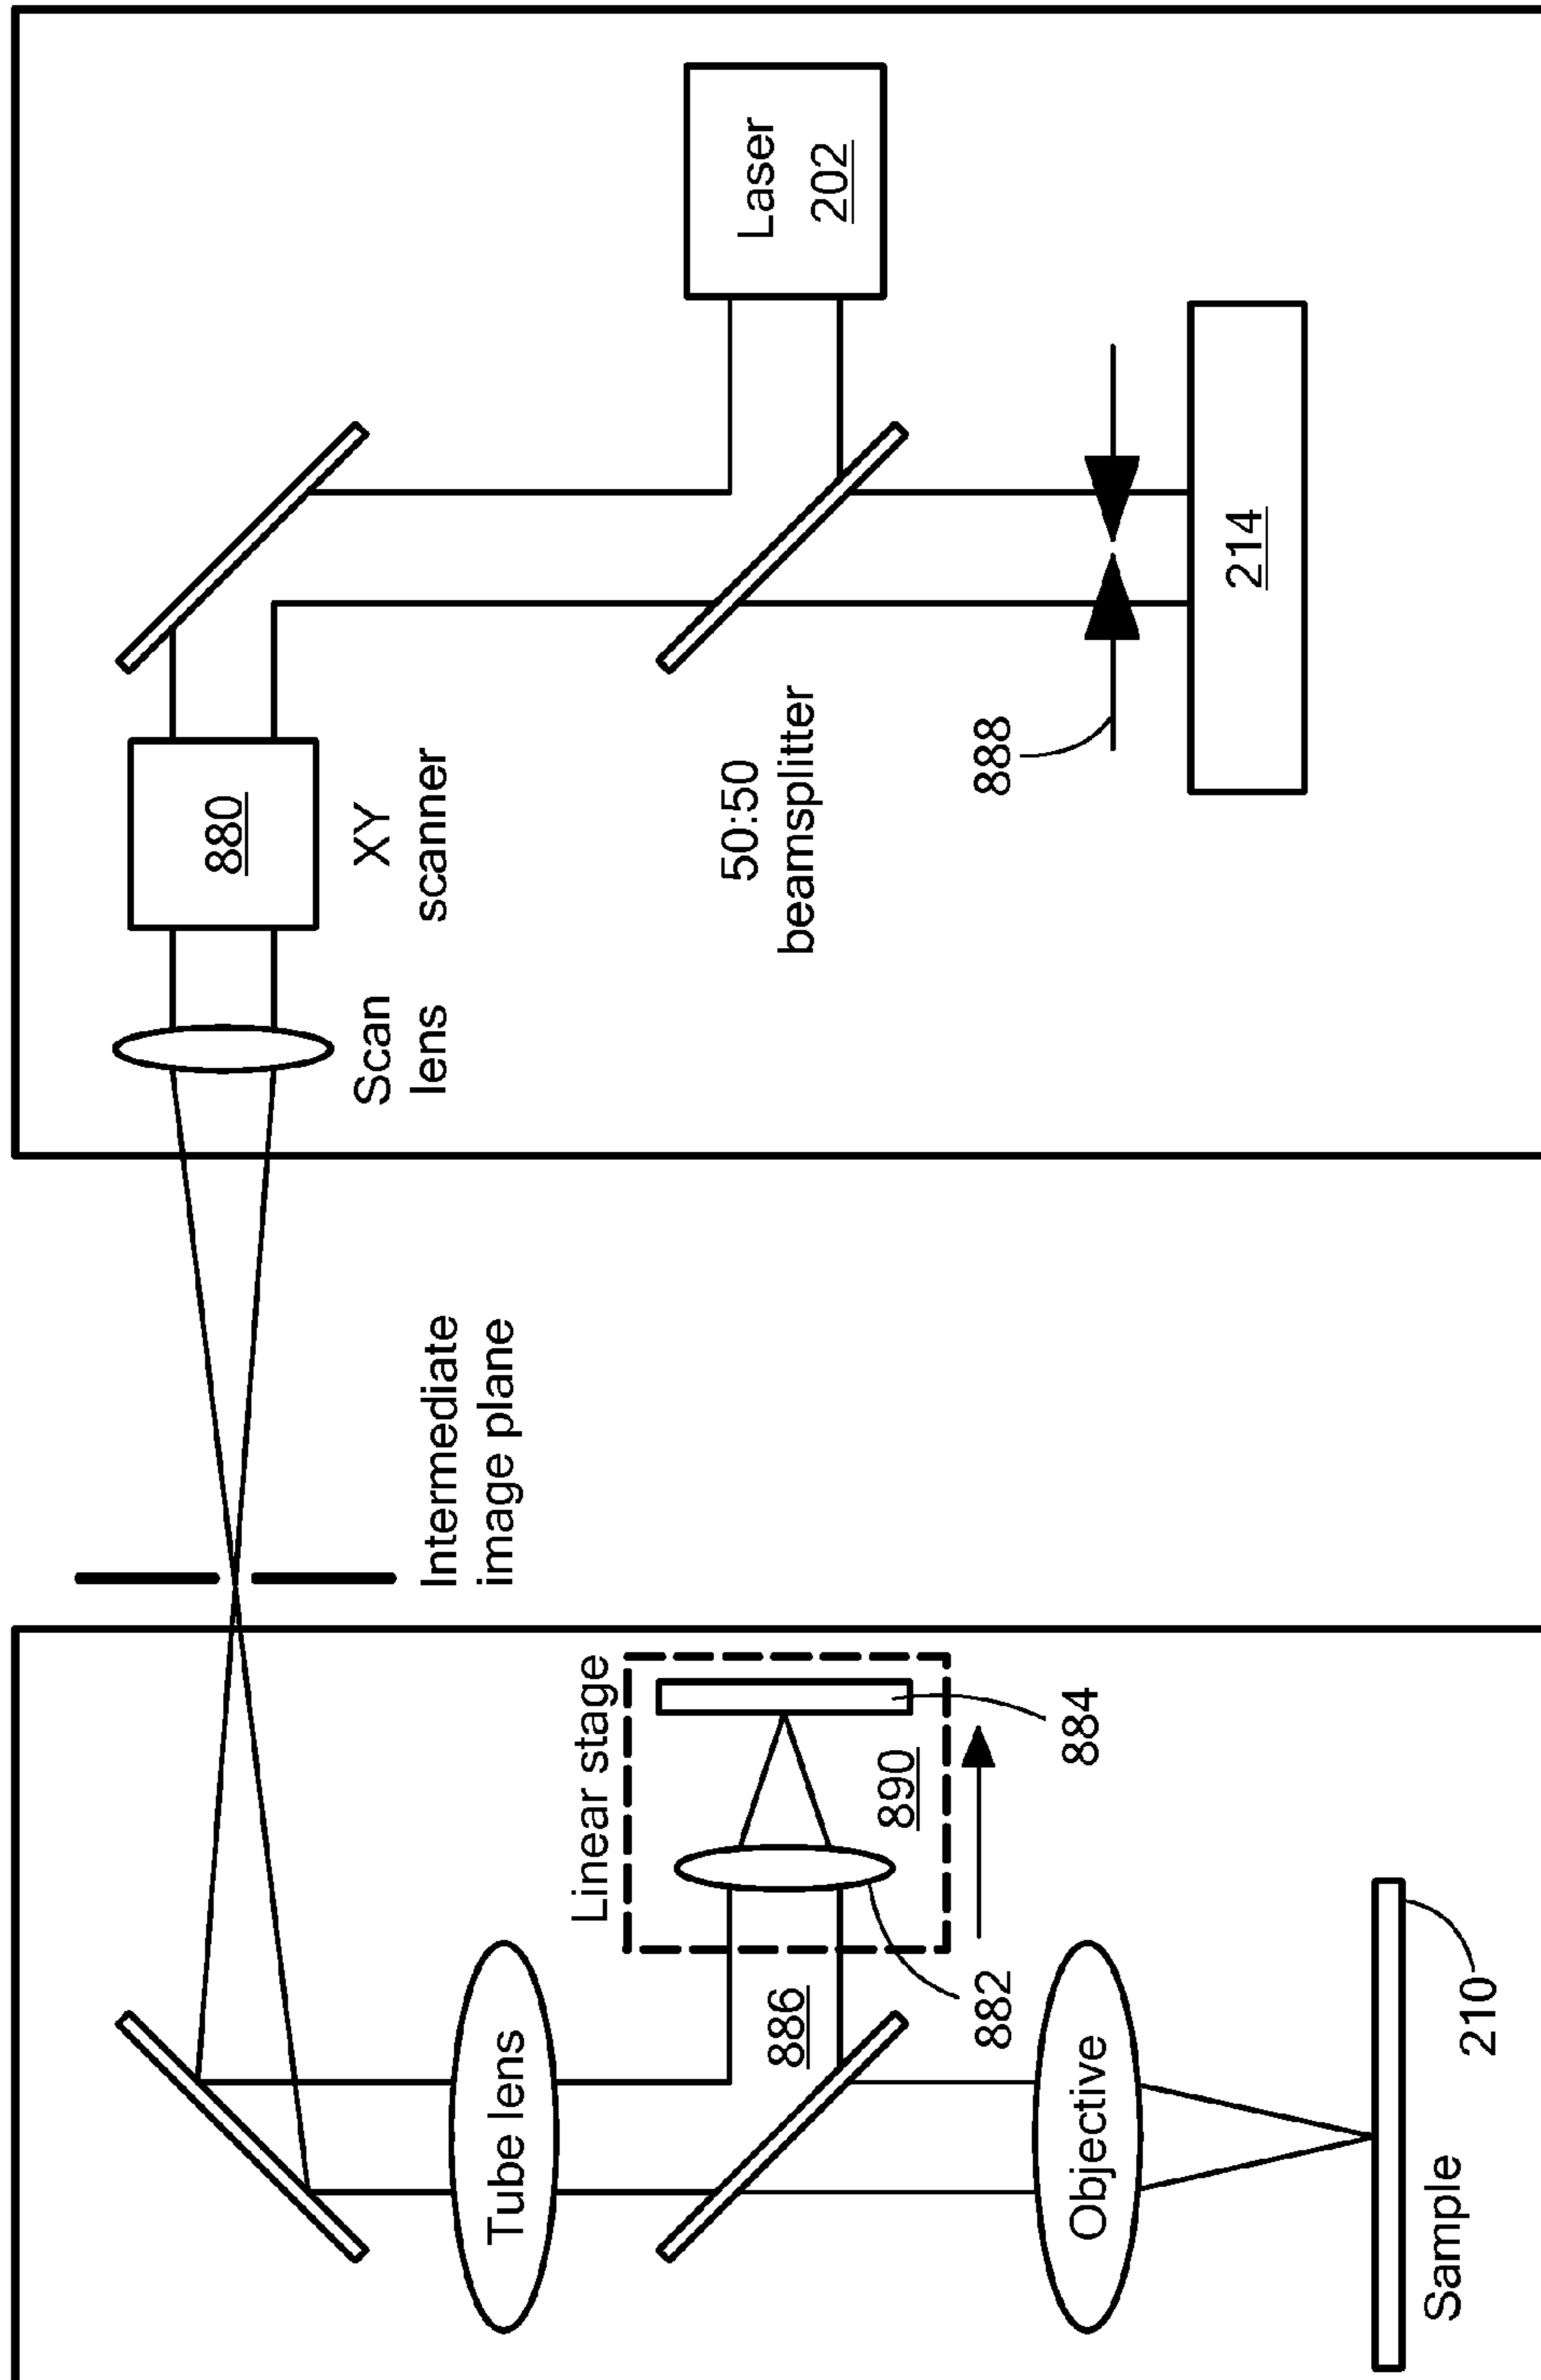 Laser
202
880
XY
scanner
Scan
lens
50:50
beamsplitter
888
214
Intermediate
image plane
Linear stage
890
884
886
882
Tube lens
Objective
210
Sample